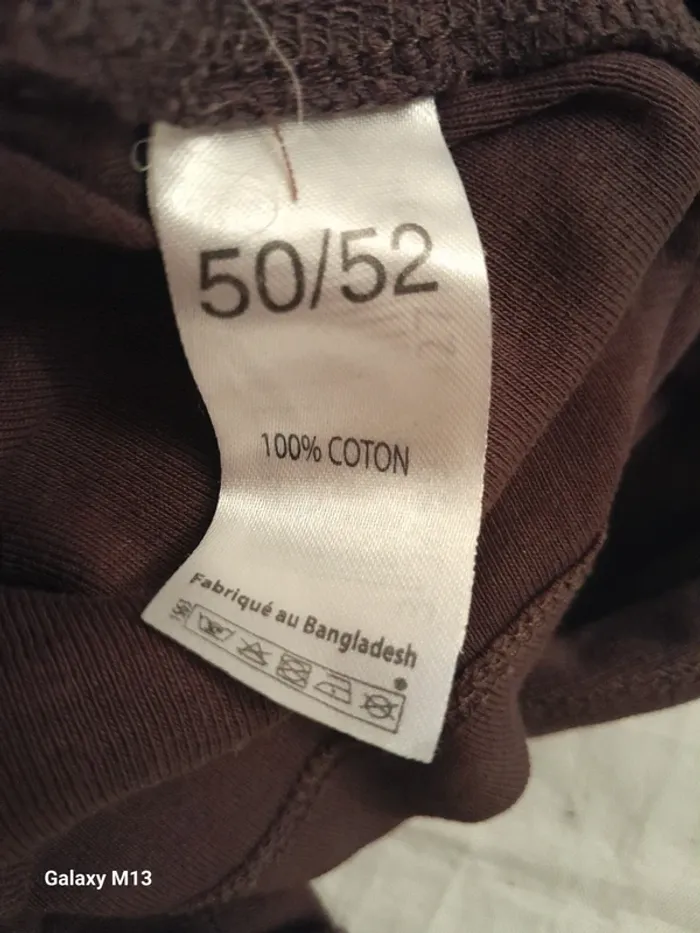 50/52
100% COTON
Fabriqué au Bangladesh
Galaxy M13